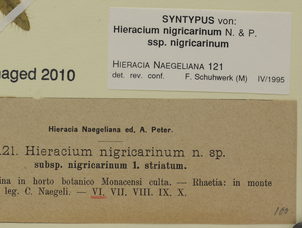 SYNTYPUS von:
Hieracium nigricarinum N. & P.
ssp. nigricarinum
HIERACIA NAEGELIANA 121
det. rev. conf. F. Schuhwerk (M) IV/1995
naged 2010
Hieracia Naegeliana ed. A. Peter.
21. Hieracium nigricarinum n. sp.
subsp. nigricarinum 1. striatum.
ina in horto botanico Monacensi culta. — Rhaetia: in monte
leg. C. Naegeli. — VI. VII. VIII. IX. X.